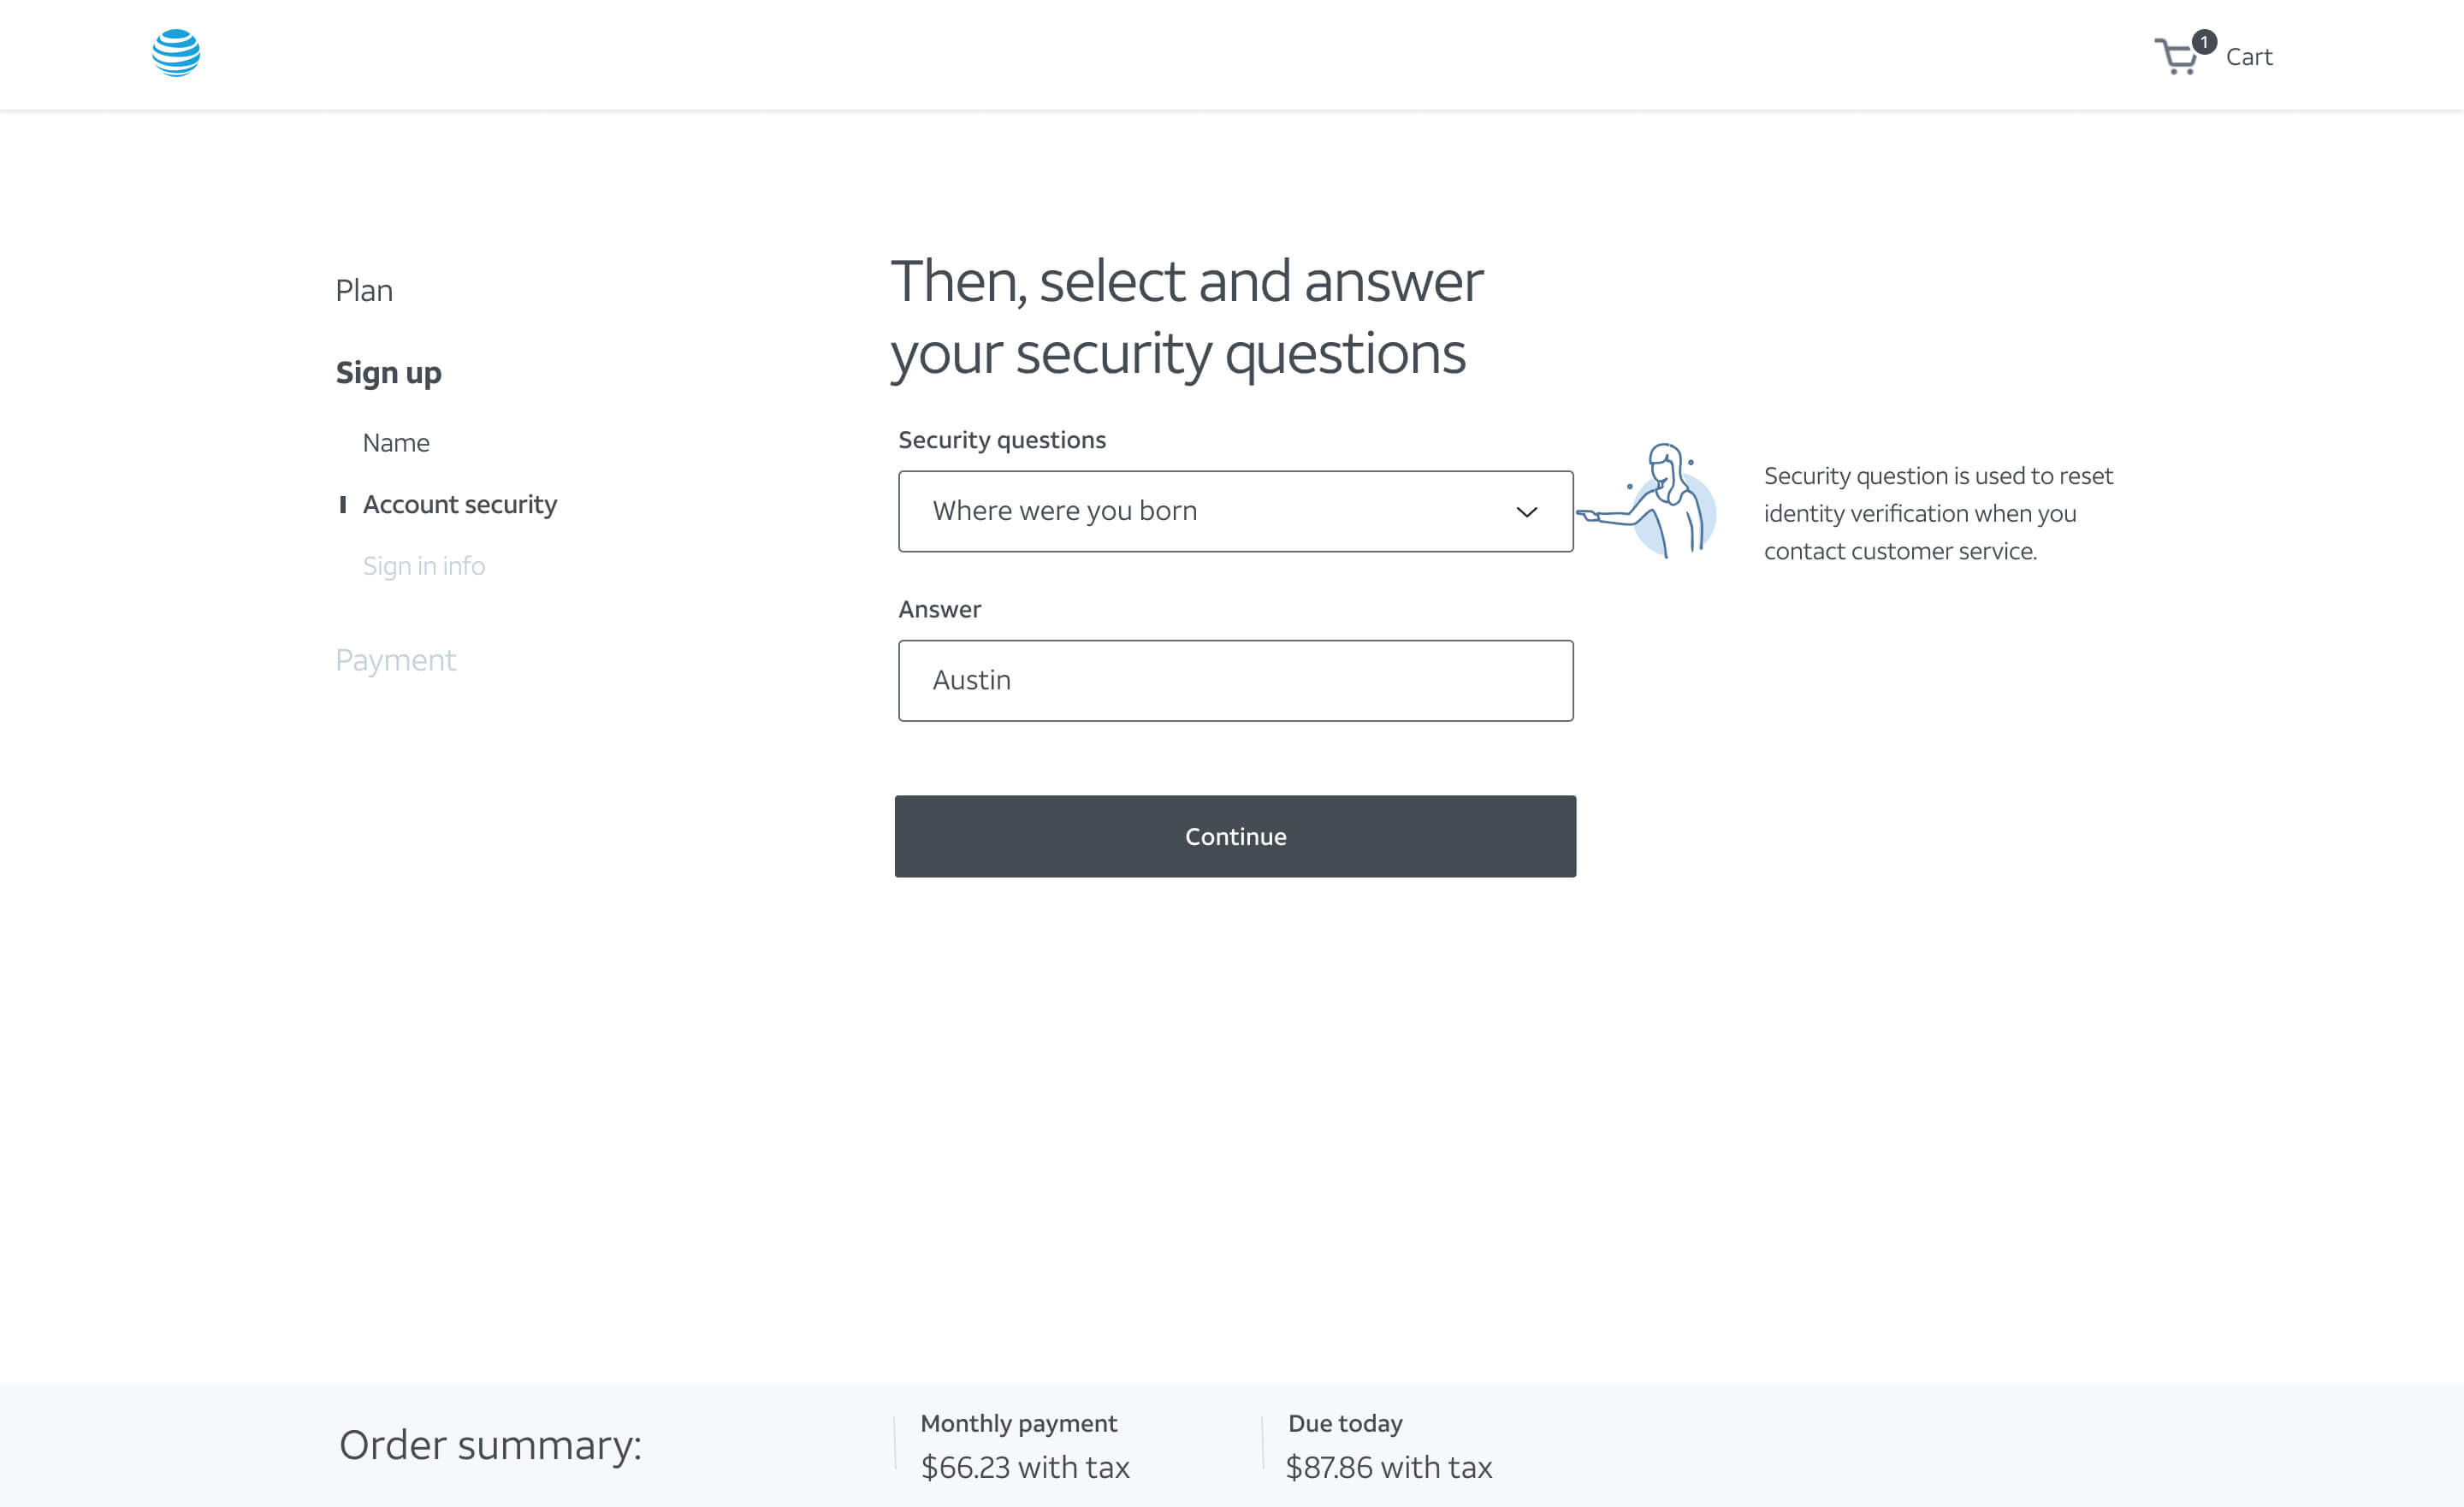 1
Cart
Plan
Sign up
Name
Account security
Sign in info
Payment
Then, select and answer
your security questions
Security questions
Where were you born
Security question is used to reset
identity verification when you
contact customer service.
Answer
Austin
Continue
Order summary:
Monthly payment
$66.23 with tax
Due today
$87.86 with tax